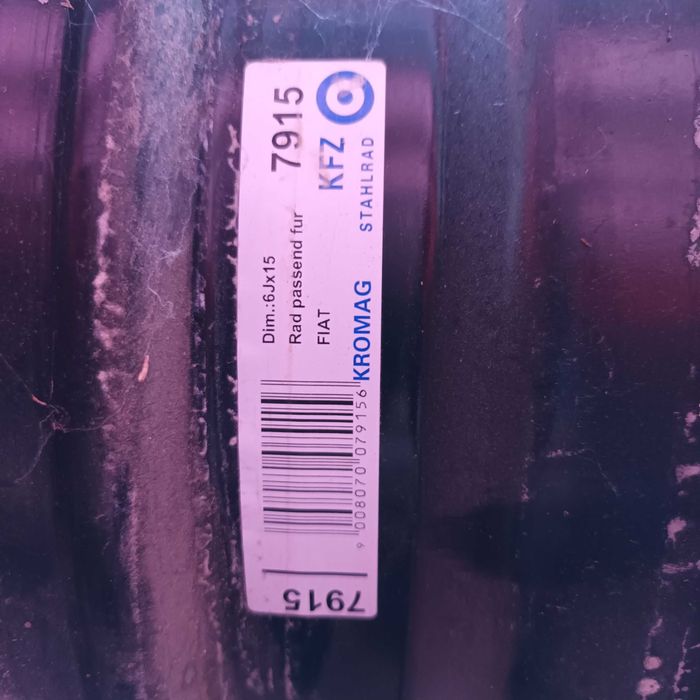 7915
KFZ
STAHLRAD
Dim.:6Jx15
Rad passend fur
FIAT
KROMAG
9 008070 079156
7915